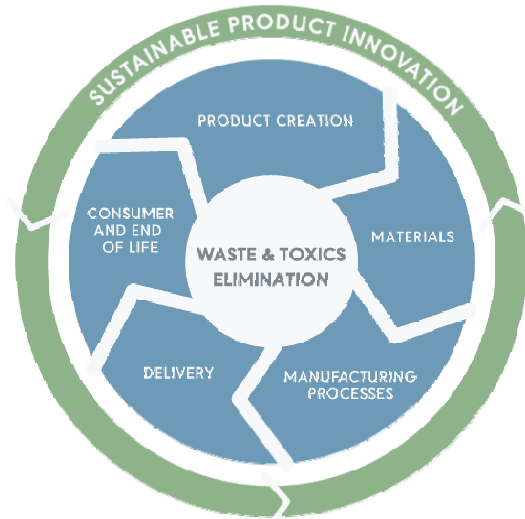 SUSTAINABLE PRODUCT INNOVATION
PRODUCT CREATION
CONSUMER
AND END
OF LIFE
MATERIALS
WASTE & TOXICS
ELIMINATION
DELIVERY
MANUFACTURING
PROCESSES